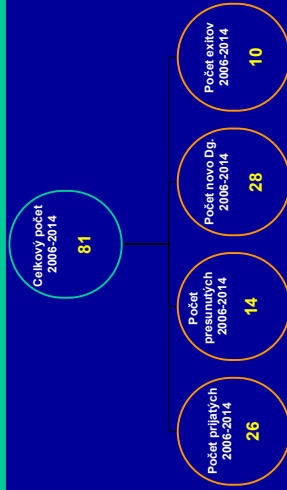 Celkový počet
2006-2014
81
Počet prijatých
2006-2014
26
Počet
presunutých
2006-2014
14
Počet novo Dg.
2006-2014
28
Počet exitov
2006-2014
10